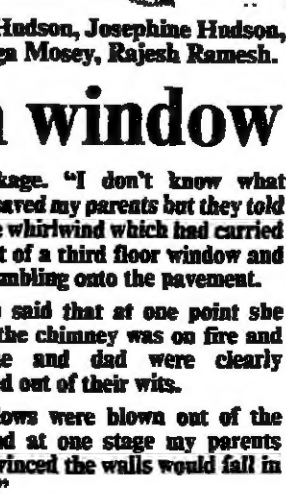 Hudson, Josephine Hudson,
Mosey, Rajesh Ramesh.
window
kage. "I don't know what
saved my parents but they told
whirlwind which had carried
t of a third floor window and
mbling onto the pavement.
said that at one point she
the chimney was on fire and
e and dad were clearly
d out of their wits.
ows were blown out of the
d at one stage my parents
vinced the walls would fall in
"